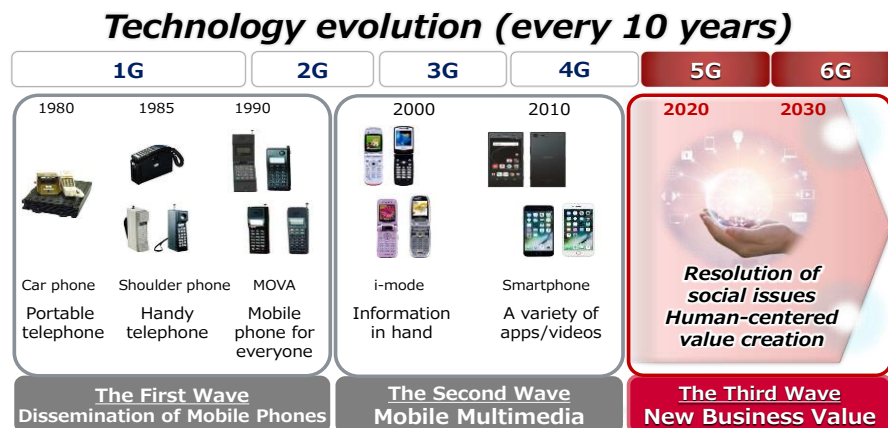 Technology evolution (every 10 years)
1G
2G
3G
4G
5G
6G
1980
1985
1990
2000
2010
2020
2030
Car phone
Shoulder phone
MOVA
i-mode
Smartphone
Portable
telephone
Handy
telephone
Mobile
phone for
everyone
Information
in hand
A variety of
apps/videos
Resolution of
social issues
Human-centered
value creation
The First Wave
Dissemination of Mobile Phones
The Second Wave
Mobile Multimedia
The Third Wave
New Business Value